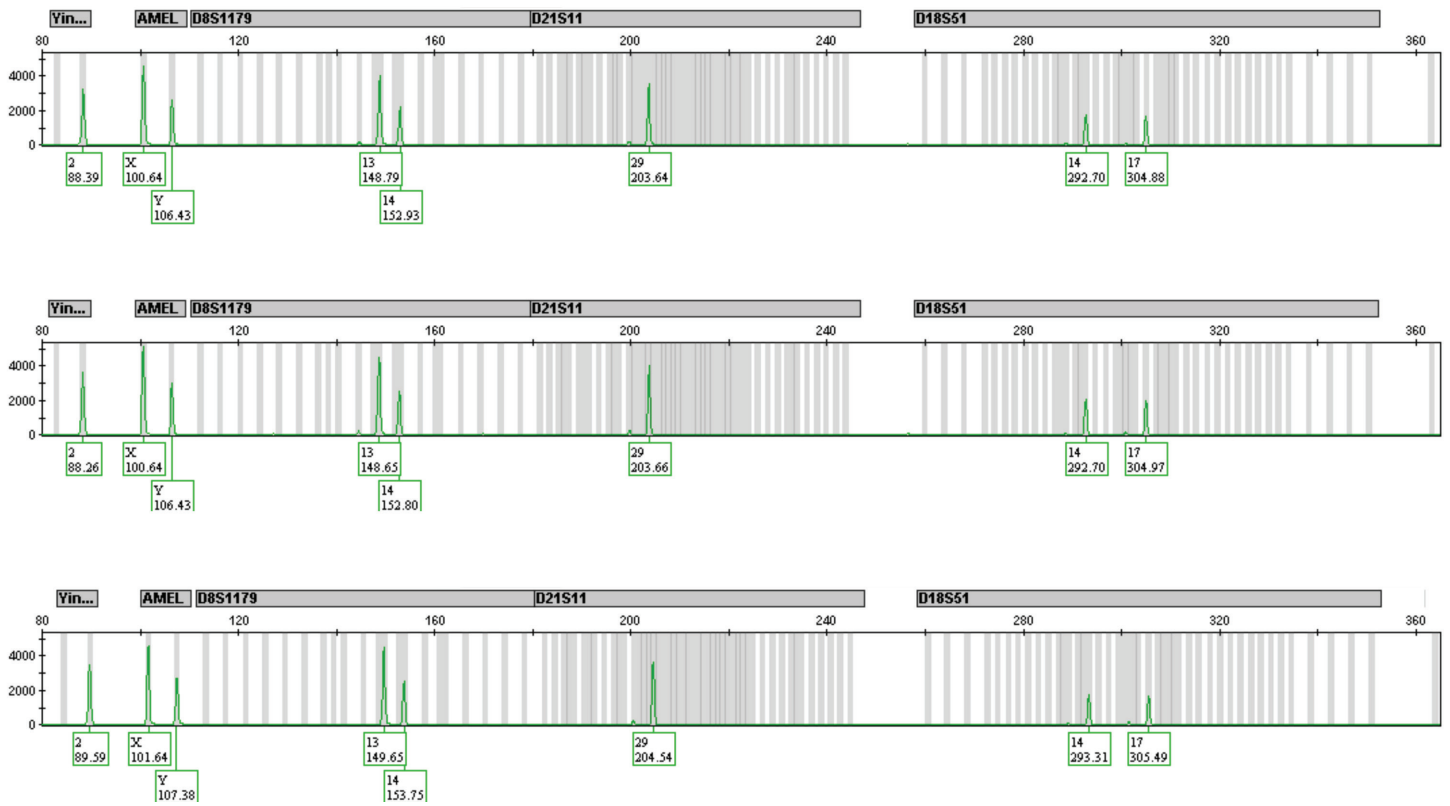 Yin... AMEL D8S1179 D21S11 D18S51
80 120 160 200 240 280 320 360
4000
2000
0
2 X 13 29 14 17
88.39 100.64 148.79 203.64 292.70 304.88
Y 14
106.43 152.93
Yin... AMEL D8S1179 D21S11 D18S51
80 120 160 200 240 280 320 360
4000
2000
0
2 X 13 29 14 17
88.26 100.64 148.65 203.66 292.70 304.97
Y 14
106.43 152.80
Yin... AMEL D8S1179 D21S11 D18S51
80 120 160 200 240 280 320 360
4000
2000
0
2 X 13 29 14 17
89.59 101.64 149.65 204.54 293.31 305.49
Y 14
107.38 153.75